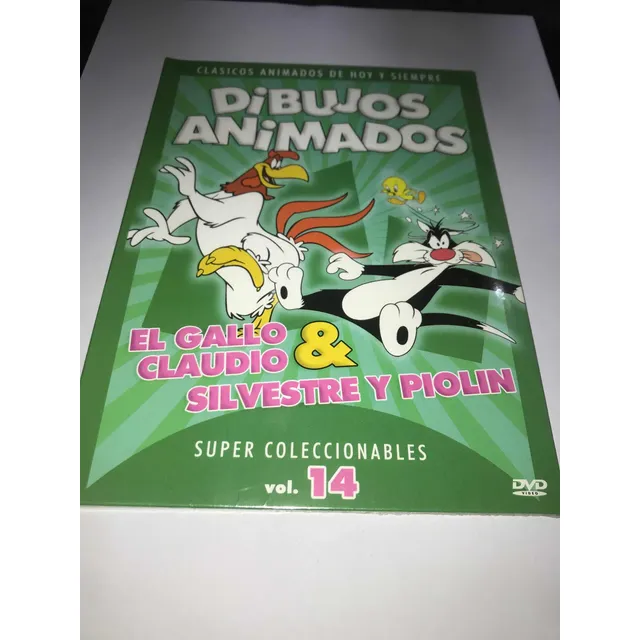 CLASICOS ANIMADOS DE HOY Y SIEMPRE
DiBUJOS
ANiMADOS
EL GALLO
CLAUDIO &
SILVESTRE Y PIOLIN
SUPER COLECCIONABLES
vol. 14
DVD
VIDEO